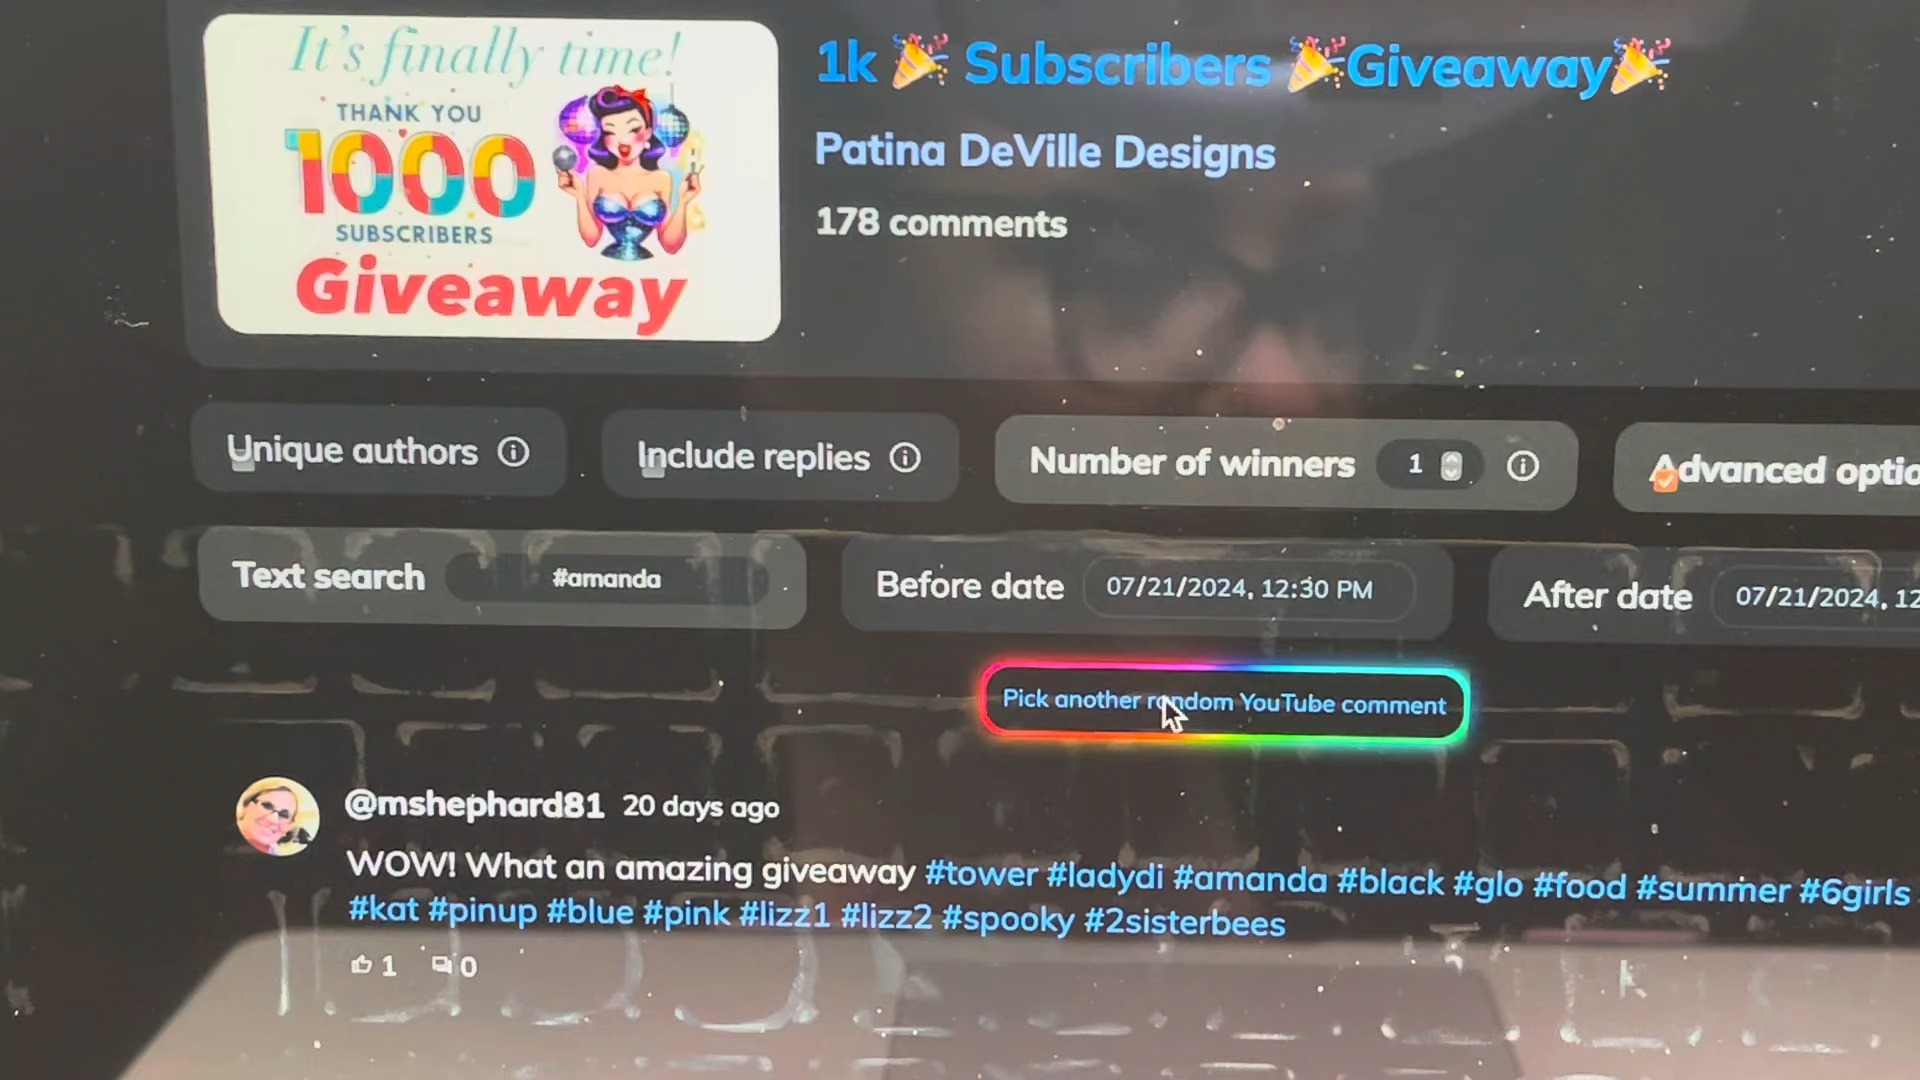 It's finally time!
THANK YOU
1000
SUBSCRIBERS
Giveaway
1k 🎉 Subscribers 🎉Giveaway🎉
Patina DeVille Designs
178 comments
Unique authors
Include replies
Number of winners 1
Advanced optio
Text search #amanda
Before date 07/21/2024, 12:30 PM
After date 07/21/2024, 12
Pick another random YouTube comment
@mshephard81 20 days ago
WOW! What an amazing giveaway #tower #ladydi #amanda #black #glo #food #summer #6girls
#kat #pinup #blue #pink #lizz1 #lizz2 #spooky #2sisterbees
1 0